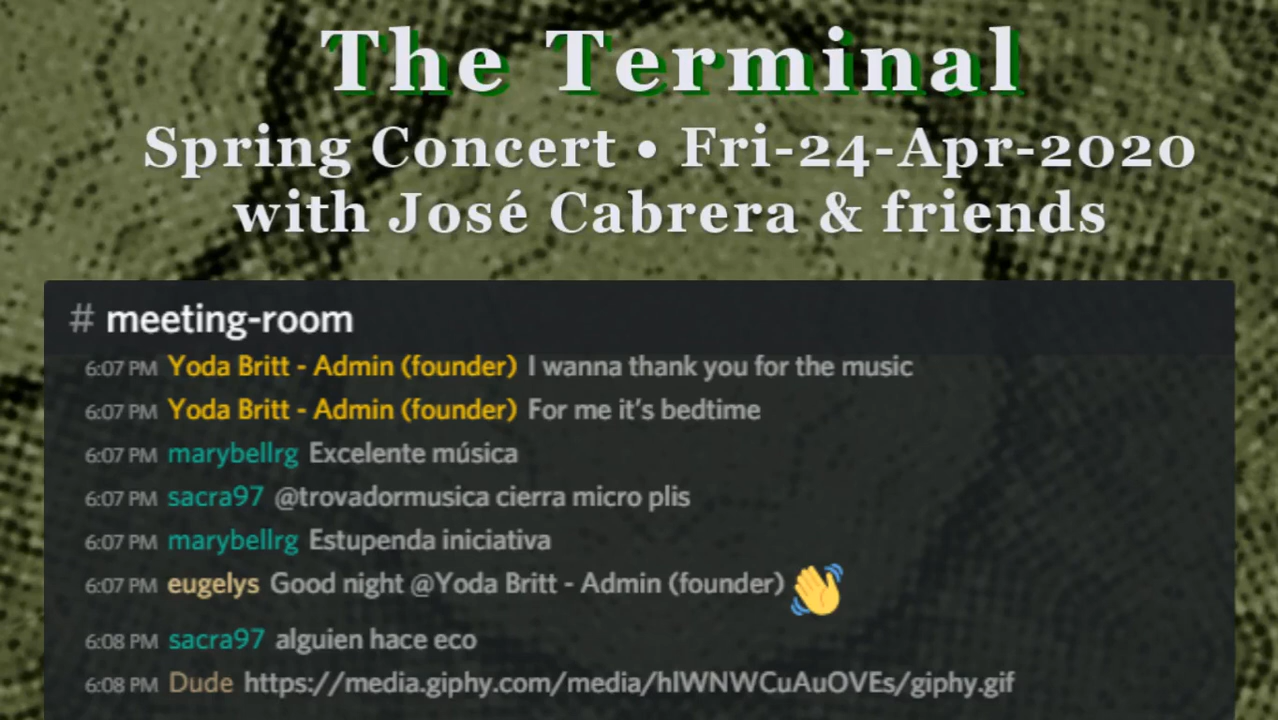 The Terminal
Spring Concert • Fri-24-Apr-2020
with José Cabrera & friends
# meeting-room
6:07 PM Yoda Britt - Admin (founder) I wanna thank you for the music
6:07 PM Yoda Britt - Admin (founder) For me it's bedtime
6:07 PM marybellrg Excelente música
6:07 PM sacra97 @trovadormusica cierra micro plis
6:07 PM marybellrg Estupenda iniciativa
6:07 PM eugelys Good night @Yoda Britt - Admin (founder) 👋
6:08 PM sacra97 alguien hace eco
6:08 PM Dude https://media.giphy.com/media/hlWNWCuAuOVEs/giphy.gif